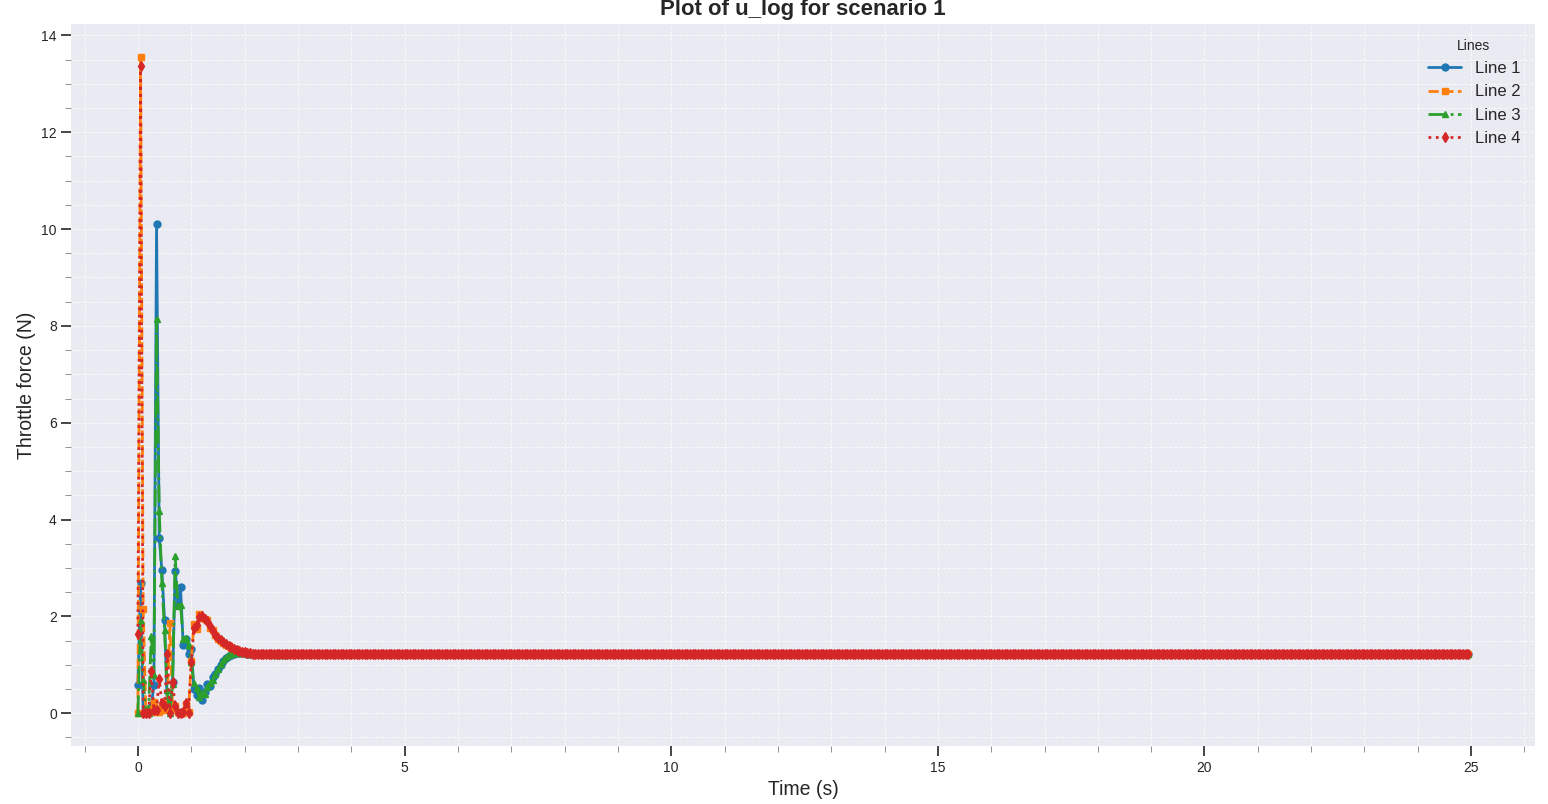 Plot of u_log for scenario 1
Lines
Line 1
Line 2
Line 3
Line 4
Throttle force (N)
14
12
10
8
6
4
2
0
0 5 10 15 20 25
Time (s)